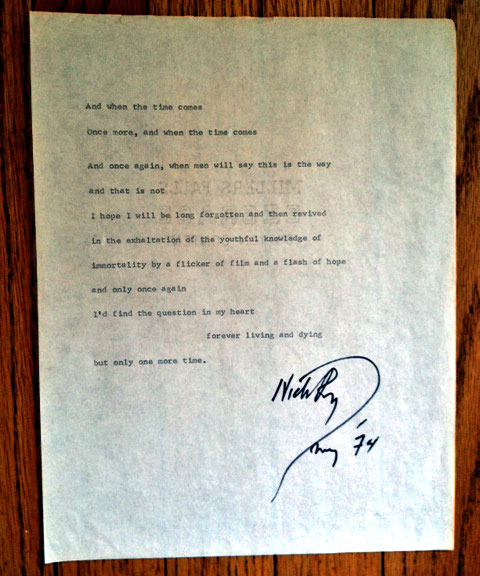 And when the time comes
Once more, and when the time comes
And once again, when men will say this is the way
and that is not
I hope I will be long forgotten and then revived
in the exhaltation of the youthful knowledge of
immortality by a flicker of film and a flash of hope
and only once again
I'd find the question in my heart
forever living and dying
but only one more time.
Nick Ray
'74